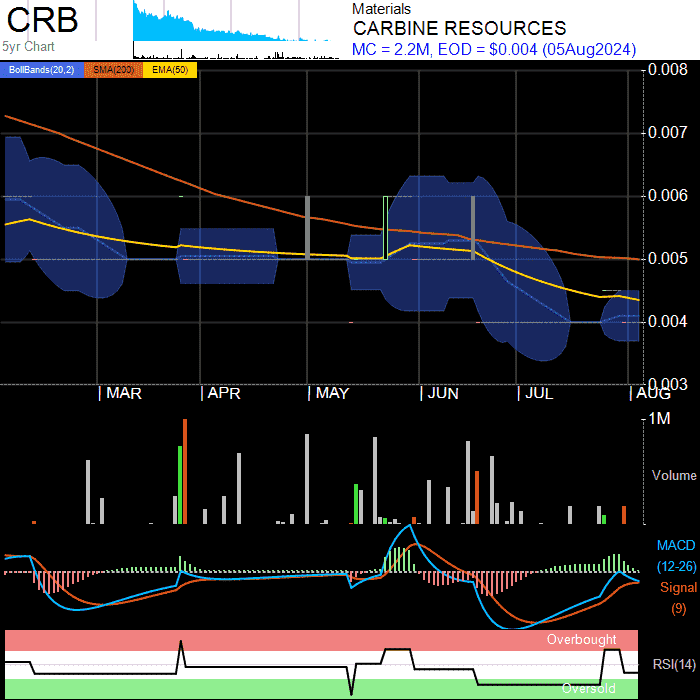 CRB
5yr Chart
Materials
CARBINE RESOURCES
MC = 2.2M, EOD = $0.004 (05Aug2024)
BollBands(20,2) SMA(200) EMA(50)
0.008
0.007
0.006
0.005
0.004
0.003
| MAR | APR | MAY | JUN | JUL | AUG
1M
Volume
MACD
(12-26)
Signal
(9)
Overbought
RSI(14)
Oversold